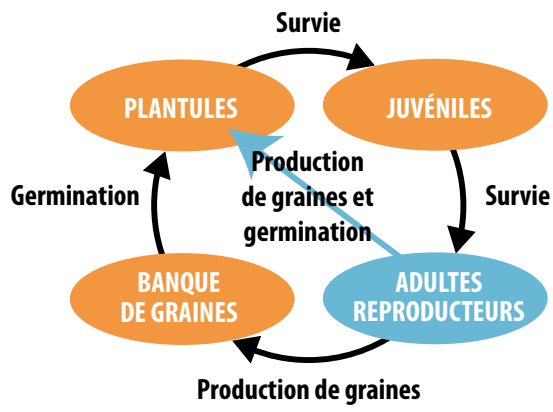 Survie
PLANTULES
JUVÉNILES
Production
de graines et
germination
Germination
Survie
BANQUE
DE GRAINES
ADULTES
REPRODUCTEURS
Production de graines